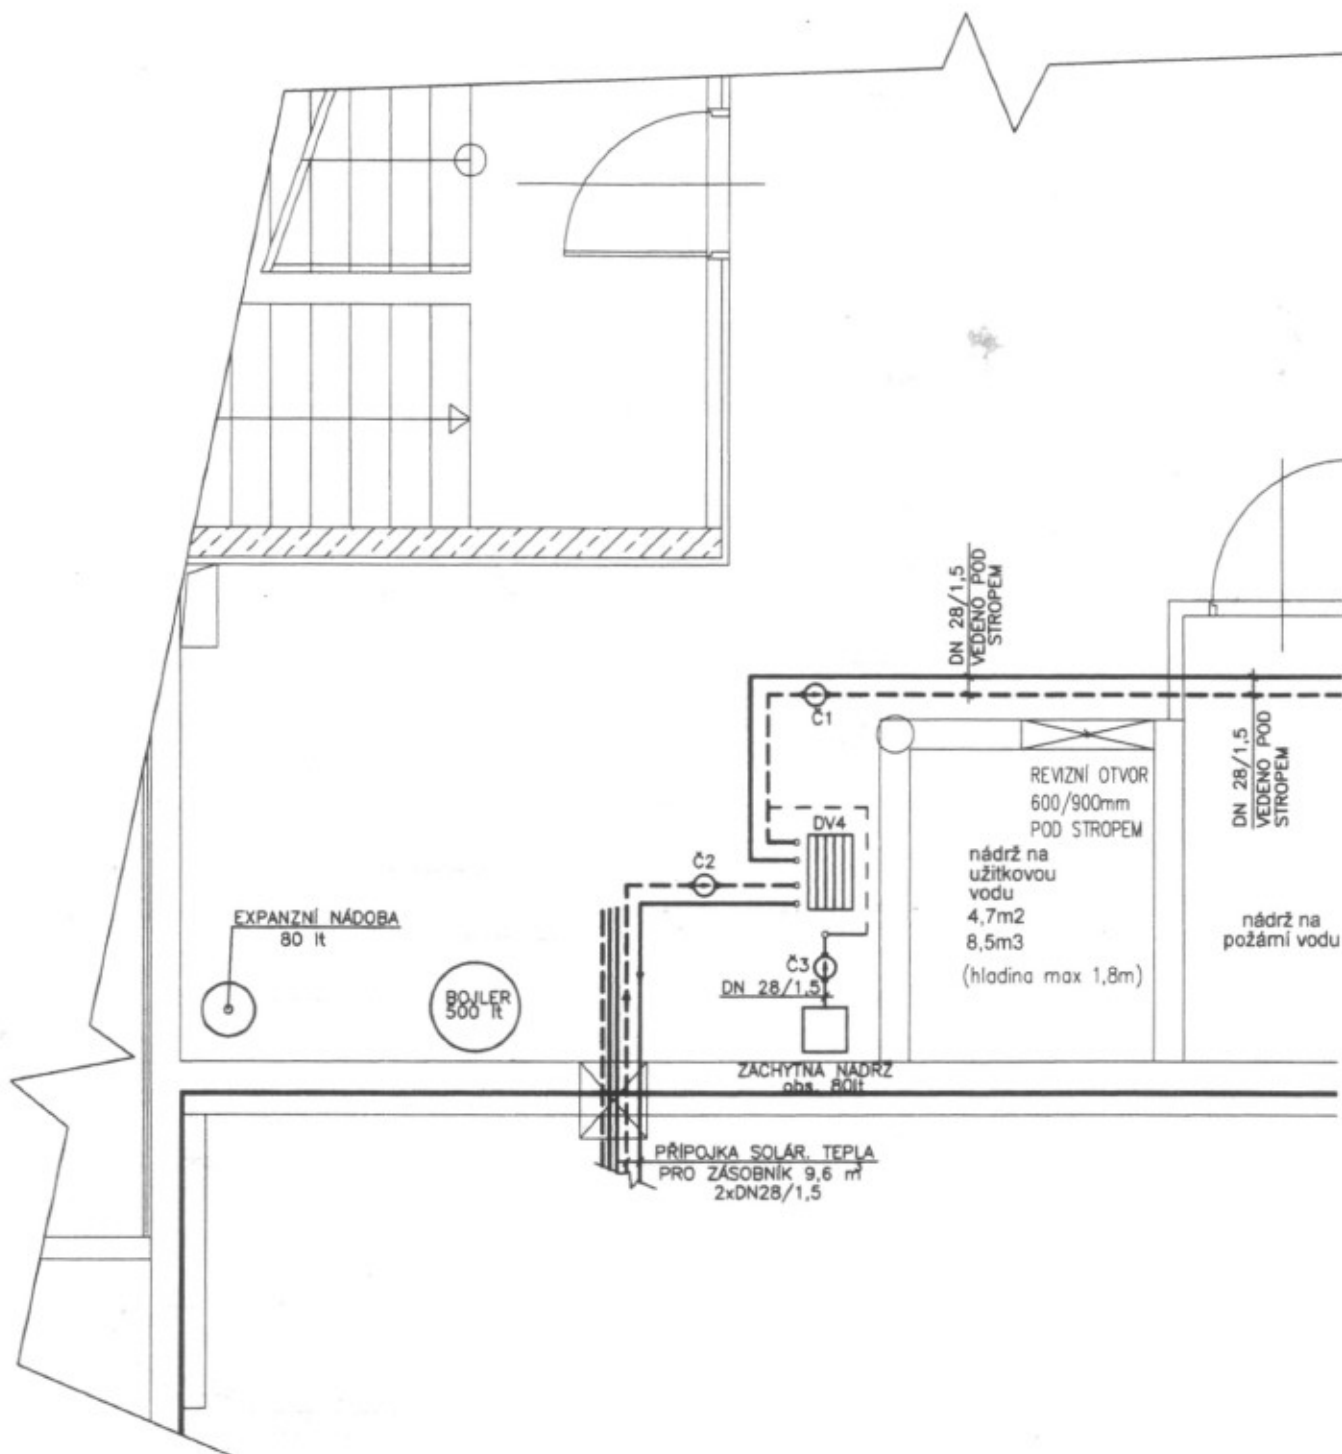 DN 28/1,5
VEDENO POD
STROPEM
Č1
DN 28/1,5
VEDENO POD
STROPEM
REVIZNÍ OTVOR
600/900mm
POD STROPEM
DV4
nádrž na
užitkovou
vodu
4,7m2
8,5m3
(hladina max 1,8m)
nádrž na
požární vodu
Č2
EXPANZNÍ NÁDOBA
80 lt
BOJLER
500 lt
Č3
DN 28/1,5
ZÁCHYTNÁ NÁDRŽ
obs. 80lt
PŘÍPOJKA SOLÁR. TEPLA
PRO ZÁSOBNÍK 9,6 m³
2xDN28/1,5